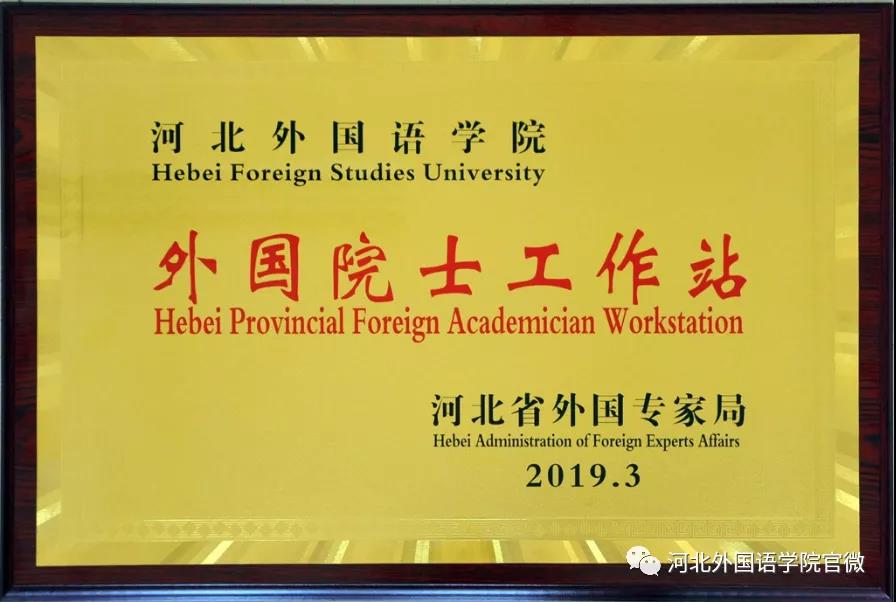 河北外国语学院
Hebei Foreign Studies University
外国院士工作站
Hebei Provincial Foreign Academician Workstation
河北省外国专家局
Hebei Administration of Foreign Experts Affairs
2019.3
河北外国语学院官微